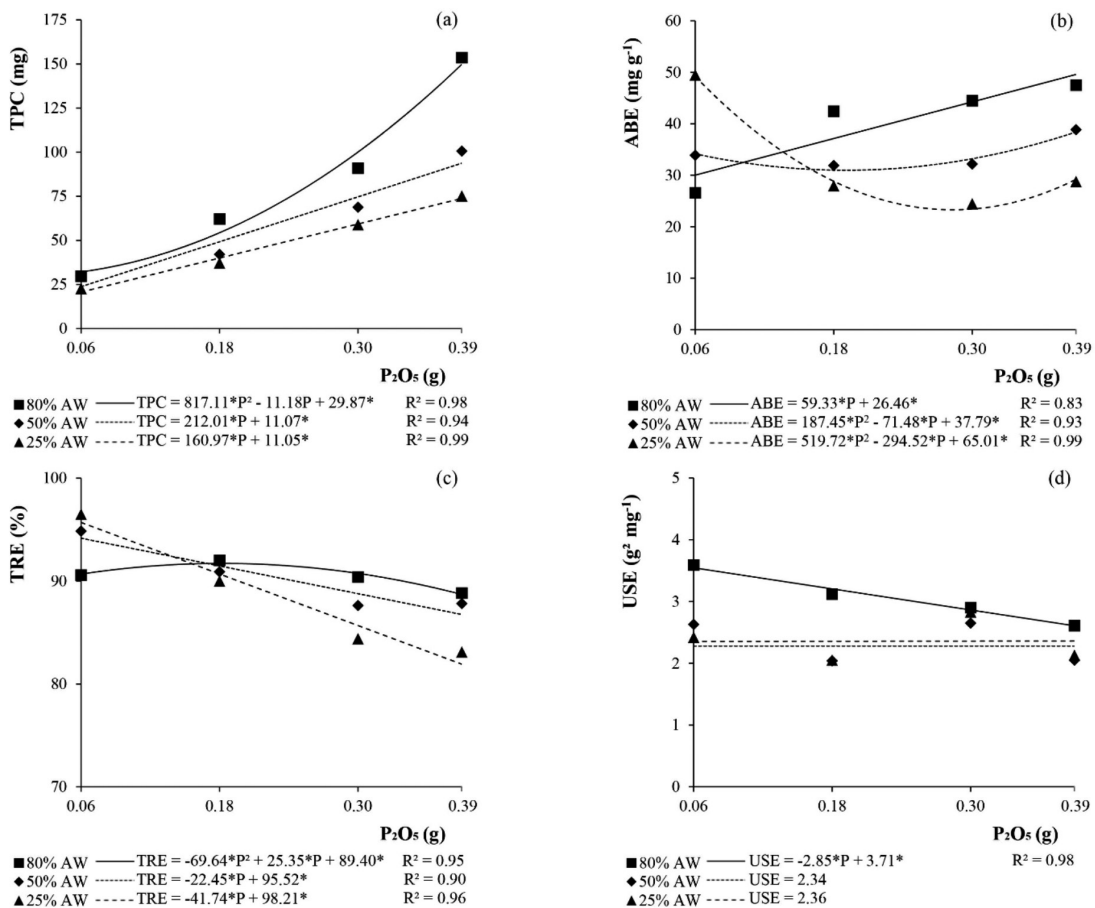 (a)
TPC (mg)
175
150
125
100
75
50
25
0
0.06 0.18 0.30 0.39
P₂O₅ (g)
80% AW TPC = 817.11*P² - 11.18P + 29.87* R² = 0.98
50% AW TPC = 212.01*P + 11.07* R² = 0.94
25% AW TPC = 160.97*P + 11.05* R² = 0.99
(b)
ABE (mg g⁻¹)
60
50
40
30
20
10
0
0.06 0.18 0.30 0.39
P₂O₅ (g)
80% AW ABE = 59.33*P + 26.46* R² = 0.83
50% AW ABE = 187.45*P² - 71.48*P + 37.79* R² = 0.93
25% AW ABE = 519.72*P² - 294.52*P + 65.01* R² = 0.99
(c)
TRE (%)
100
90
80
70
0.06 0.18 0.30 0.39
P₂O₅ (g)
80% AW TRE = -69.64*P² + 25.35*P + 89.40* R² = 0.95
50% AW TRE = -22.45*P + 95.52* R² = 0.90
25% AW TRE = -41.74*P + 98.21* R² = 0.96
(d)
USE (g² mg⁻¹)
5
4
3
2
1
0
0.06 0.18 0.30 0.39
P₂O₅ (g)
80% AW USE = -2.85*P + 3.71* R² = 0.98
50% AW USE = 2.34
25% AW USE = 2.36